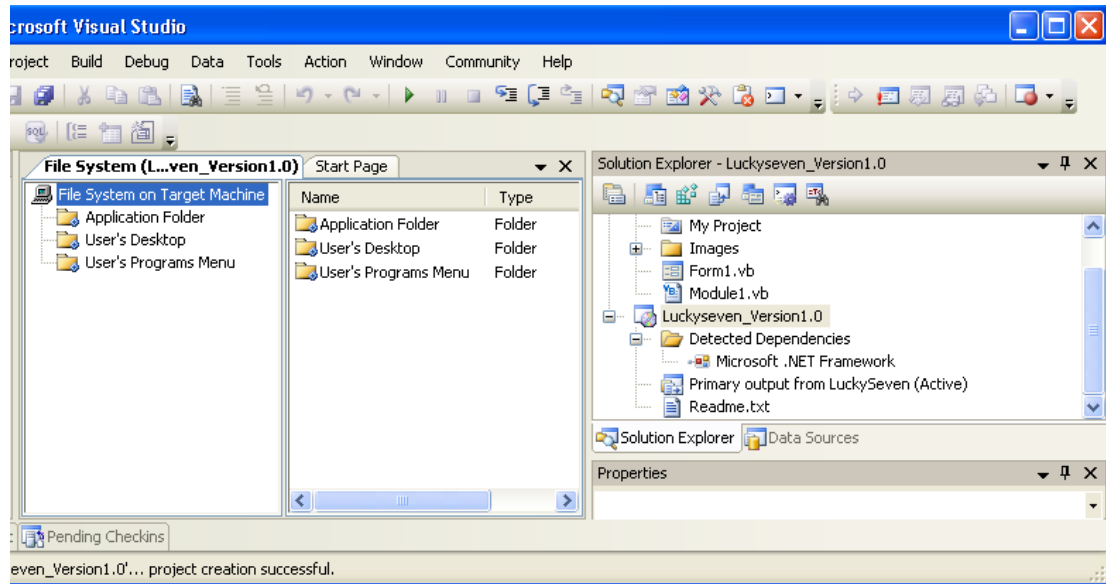 crosoft Visual Studio
roject Build Debug Data Tools Action Window Community Help
SQL
File System (L...ven_Version1.0) Start Page
File System on Target Machine
Application Folder
User's Desktop
User's Programs Menu
Name Type
Application Folder Folder
User's Desktop Folder
User's Programs Menu Folder
Solution Explorer - Luckyseven_Version1.0
My Project
Images
Form1.vb
Module1.vb
Luckyseven_Version1.0
Detected Dependencies
Microsoft .NET Framework
Primary output from LuckySeven (Active)
Readme.txt
Solution Explorer Data Sources
Properties
Pending Checkins
even_Version1.0'... project creation successful.